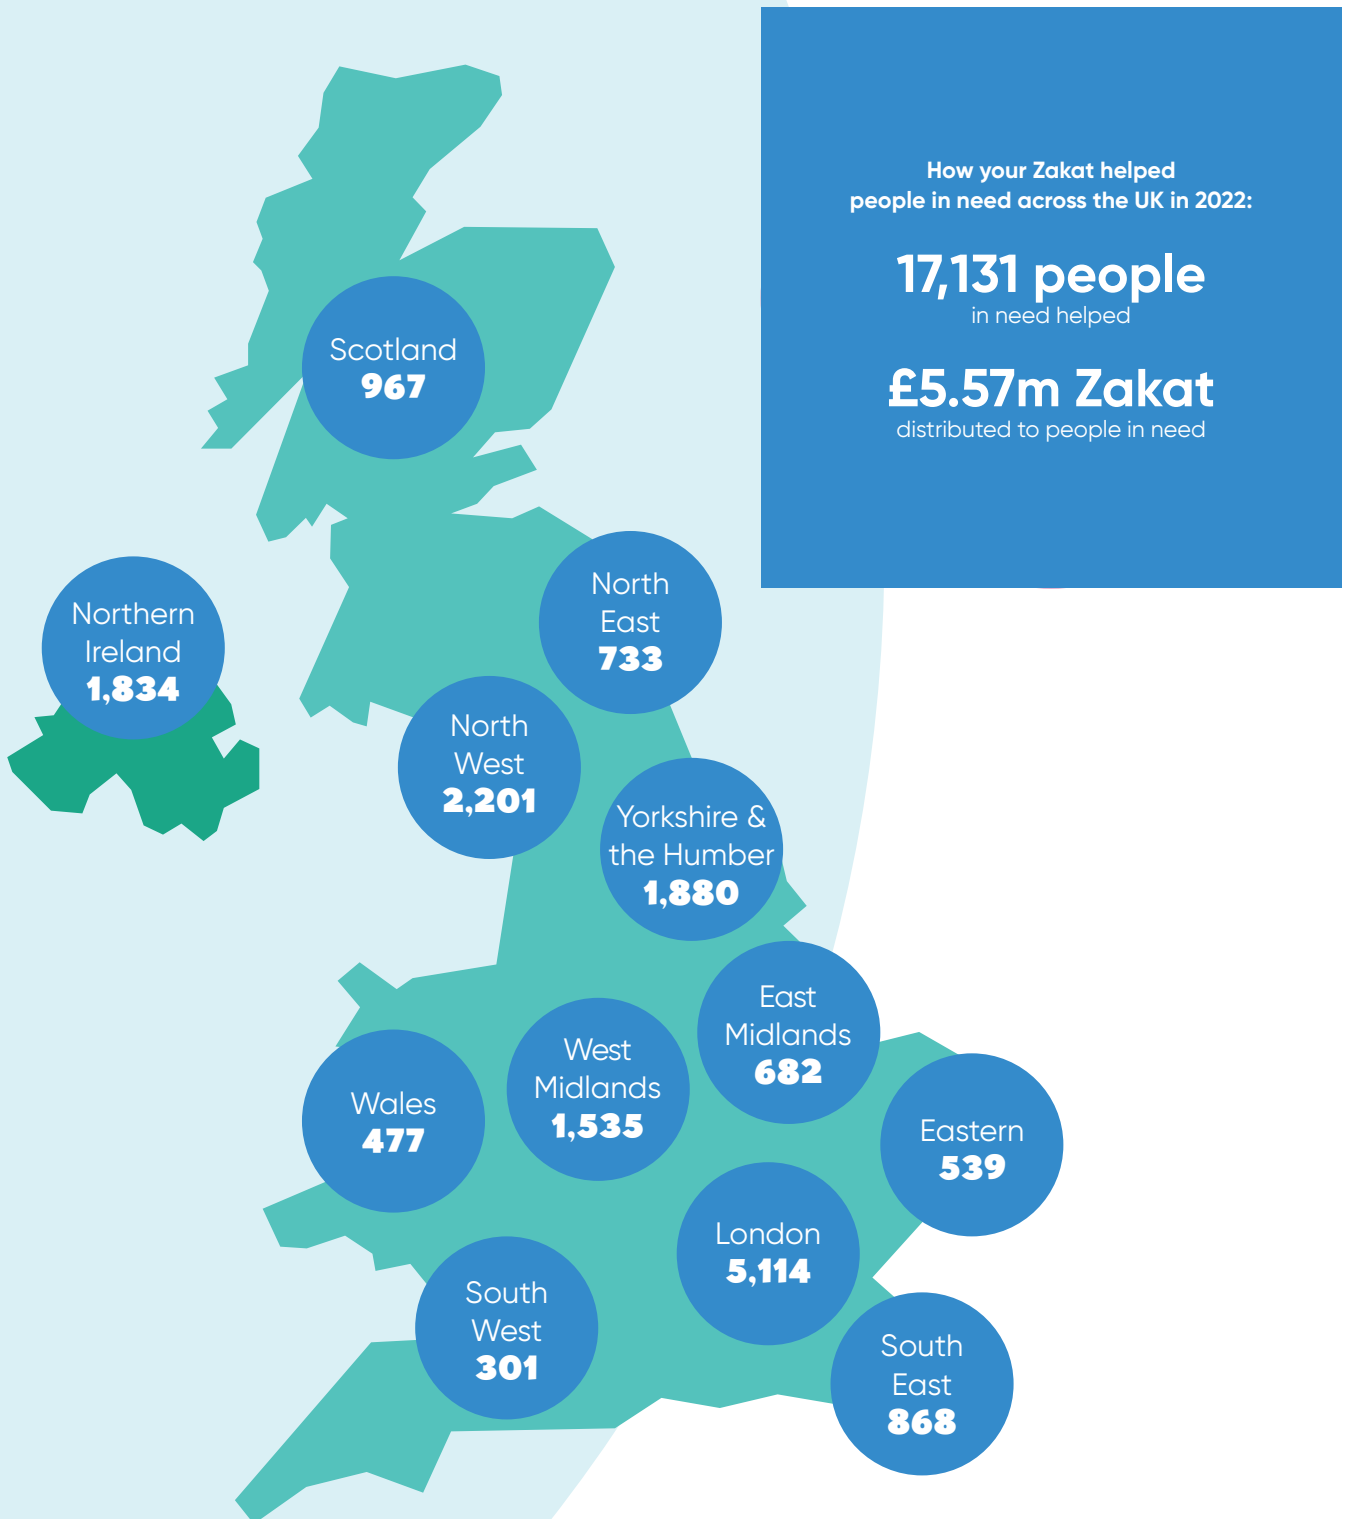 How your Zakat helped
people in need across the UK in 2022:
17,131 people
in need helped
£5.57m Zakat
distributed to people in need
Scotland
967
Northern
Ireland
1,834
North
East
733
North
West
2,201
Yorkshire &
the Humber
1,880
East
Midlands
682
West
Midlands
1,535
Wales
477
Eastern
539
London
5,114
South
West
301
South
East
868